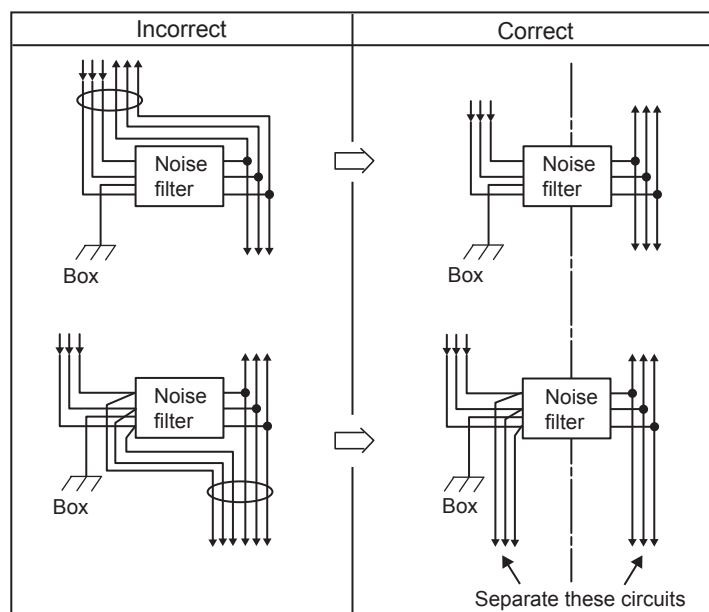 Incorrect
Correct
Noise
filter
Box
Noise
filter
Box
Noise
filter
Box
Noise
filter
Box
Separate these circuits